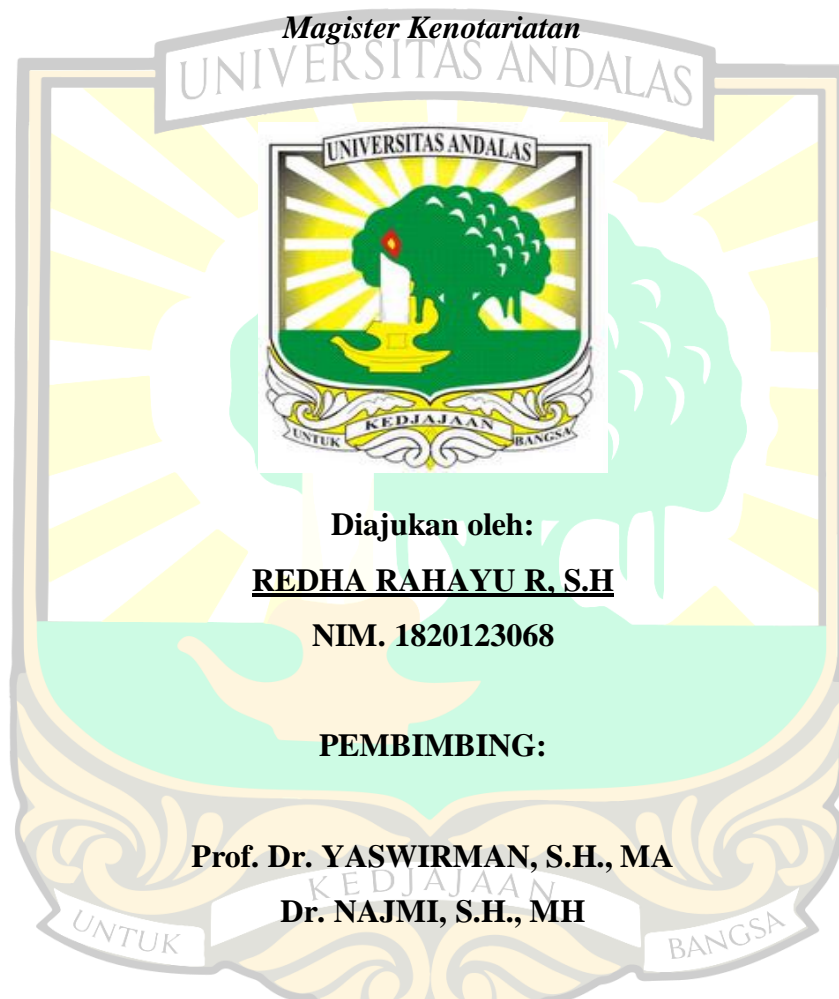 Magister Kenotariatan
UNIVERSITAS ANDALAS
UNIVERSITAS ANDALAS
UNTUK KEDJAJAAN BANGSA
Diajukan oleh:
REDHA RAHAYU R, S.H
NIM. 1820123068
PEMBIMBING:
Prof. Dr. YASWIRMAN, S.H., MA
KEDJAJAAN
Dr. NAJMI, S.H., MH
UNTUK BANGSA